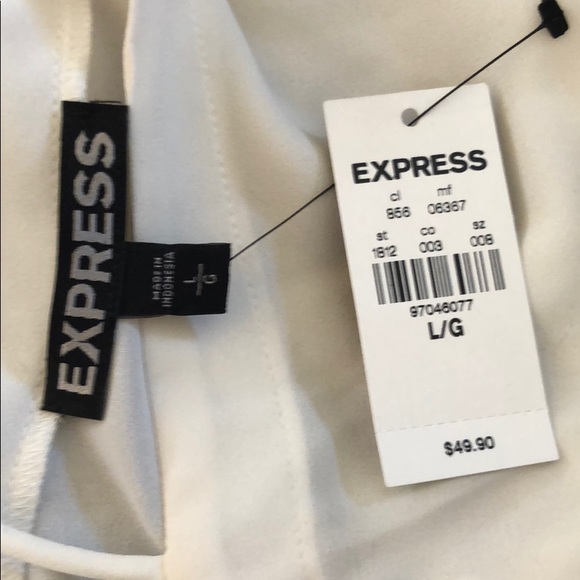 EXPRESS
MADE IN
INDONESIA
L
G
EXPRESS
cl mf
856 06367
st co sz
1812 003 008
97046077
L/G
$49.90